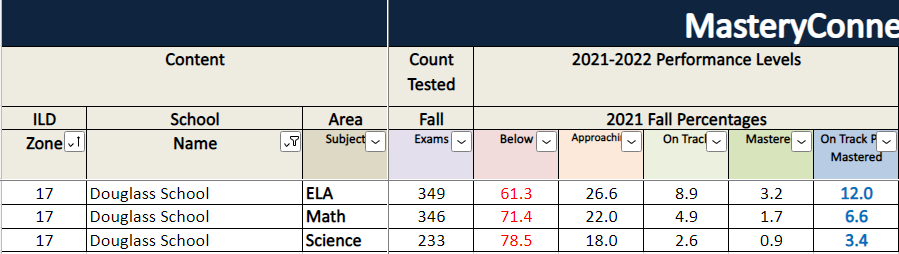 MasteryConne
Content Count 2021-2022 Performance Levels
Tested
ILD School Area Fall 2021 Fall Percentages
Zone Name Subject Exams Below Approachi On Track Mastere On Track P
Mastered
17 Douglass School ELA 349 61.3 26.6 8.9 3.2 12.0
17 Douglass School Math 346 71.4 22.0 4.9 1.7 6.6
17 Douglass School Science 233 78.5 18.0 2.6 0.9 3.4